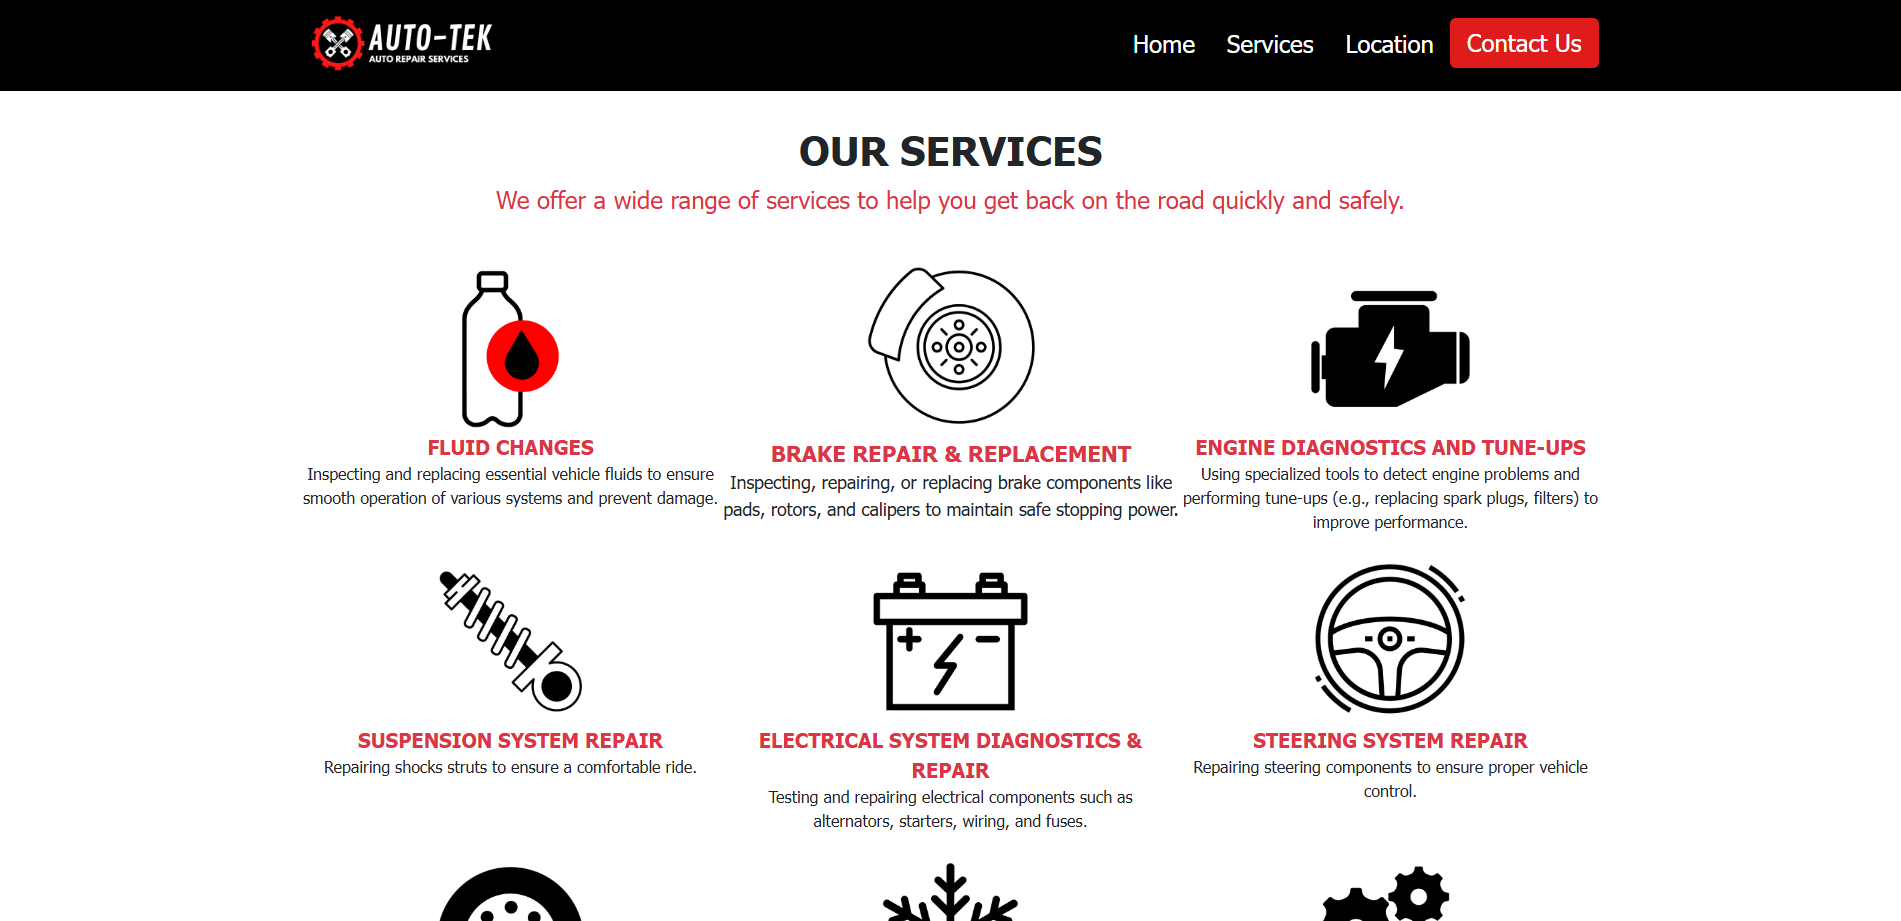 AUTO-TEK
AUTO REPAIR SERVICES
Home Services Location Contact Us
OUR SERVICES
We offer a wide range of services to help you get back on the road quickly and safely.
FLUID CHANGES
Inspecting and replacing essential vehicle fluids to ensure
smooth operation of various systems and prevent damage.
BRAKE REPAIR & REPLACEMENT
Inspecting, repairing, or replacing brake components like
pads, rotors, and calipers to maintain safe stopping power.
ENGINE DIAGNOSTICS AND TUNE-UPS
Using specialized tools to detect engine problems and
performing tune-ups (e.g., replacing spark plugs, filters) to
improve performance.
SUSPENSION SYSTEM REPAIR
Repairing shocks struts to ensure a comfortable ride.
ELECTRICAL SYSTEM DIAGNOSTICS &
REPAIR
Testing and repairing electrical components such as
alternators, starters, wiring, and fuses.
STEERING SYSTEM REPAIR
Repairing steering components to ensure proper vehicle
control.